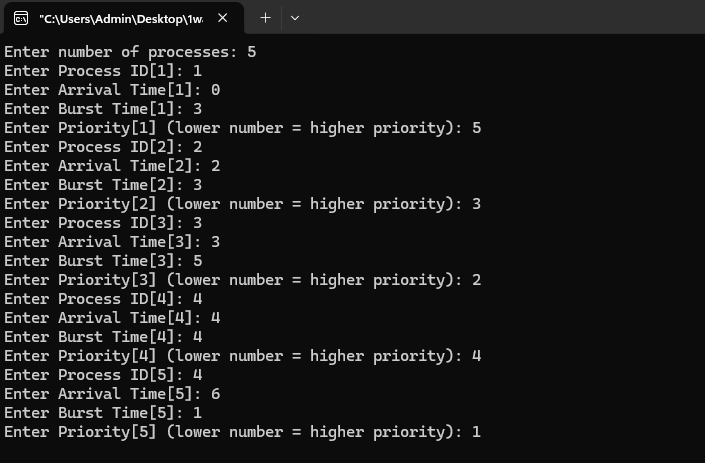 "C:\Users\Admin\Desktop\1wa
Enter number of processes: 5
Enter Process ID[1]: 1
Enter Arrival Time[1]: 0
Enter Burst Time[1]: 3
Enter Priority[1] (lower number = higher priority): 5
Enter Process ID[2]: 2
Enter Arrival Time[2]: 2
Enter Burst Time[2]: 3
Enter Priority[2] (lower number = higher priority): 3
Enter Process ID[3]: 3
Enter Arrival Time[3]: 3
Enter Burst Time[3]: 5
Enter Priority[3] (lower number = higher priority): 2
Enter Process ID[4]: 4
Enter Arrival Time[4]: 4
Enter Burst Time[4]: 4
Enter Priority[4] (lower number = higher priority): 4
Enter Process ID[5]: 4
Enter Arrival Time[5]: 6
Enter Burst Time[5]: 1
Enter Priority[5] (lower number = higher priority): 1